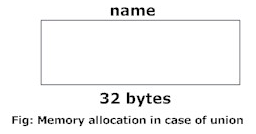 name
32 bytes
Fig: Memory allocation in case of union